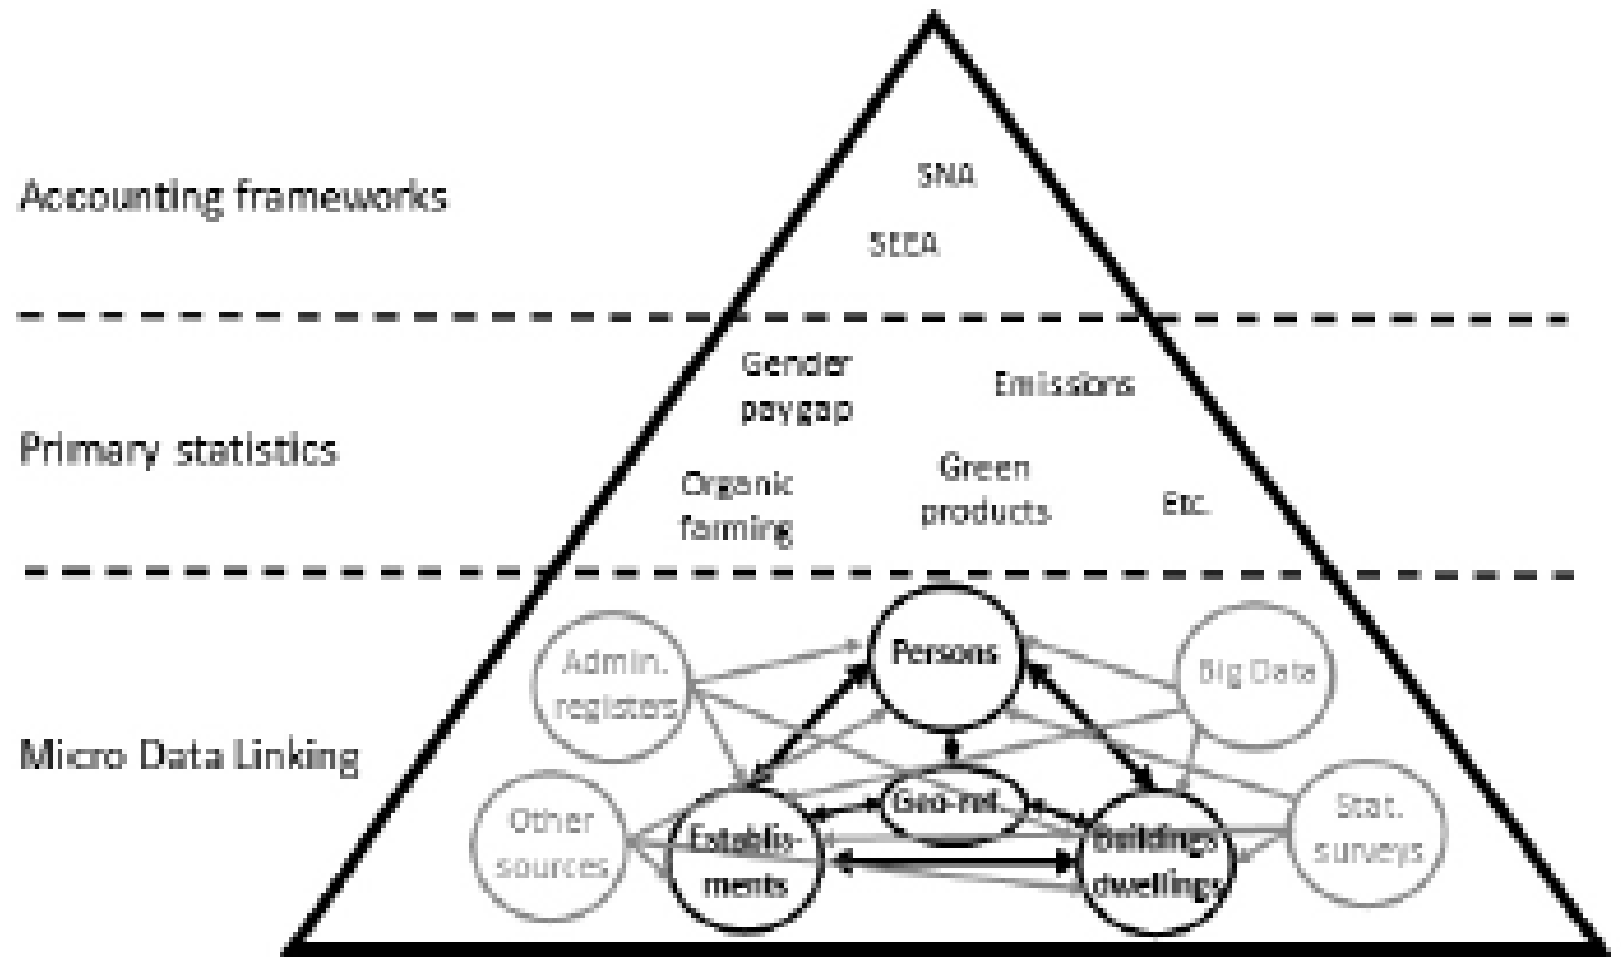 SNA
Accounting frameworks
SEEA
Gender
paygap
Emissions
Primary statistics
Organic
farming
Green
products
Etc.
Persons
Admin.
registers
Big Data
Micro Data Linking
Geo-ref.
Other
sources
Establis-
ments
Buildings
dwellings
Stat.
surveys